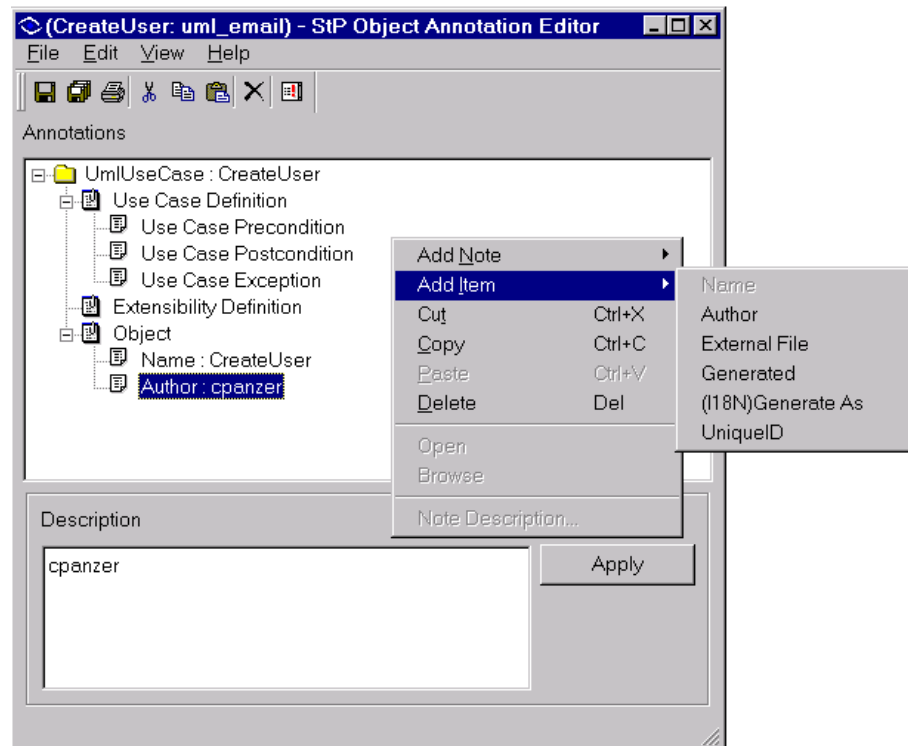 (CreateUser: uml_email) - StP Object Annotation Editor
File Edit View Help
Annotations
UmlUseCase : CreateUser
Use Case Definition
Use Case Precondition
Use Case Postcondition
Use Case Exception
Extensibility Definition
Object
Name : CreateUser
Author : cpanzer
Add Note
Add Item
Cut Ctrl+X
Copy Ctrl+C
Paste Ctrl+V
Delete Del
Open
Browse
Note Description...
Name
Author
External File
Generated
(I18N)Generate As
UniqueID
Description
cpanzer
Apply